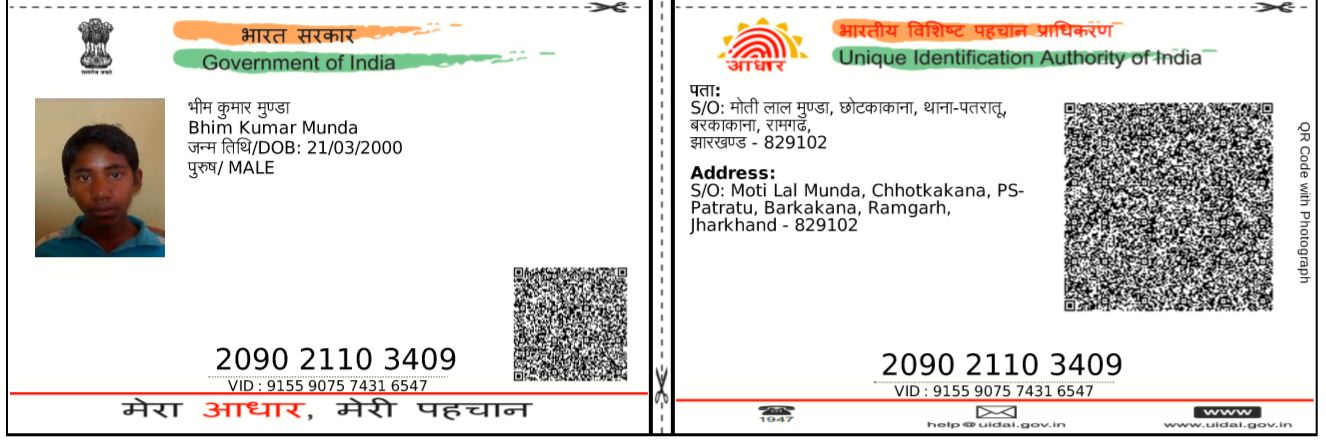 भारत सरकार
Government of India
सत्यमेव जयते
भीम कुमार मुण्डा
Bhim Kumar Munda
जन्म तिथि/DOB: 21/03/2000
पुरुष/ MALE
2090 2110 3409
VID : 9155 9075 7431 6547
मेरा आधार, मेरी पहचान
भारतीय विशिष्ट पहचान प्राधिकरण
Unique Identification Authority of India
आधार
पता:
S/O: मोती लाल मुण्डा, छोटकाकाना, थाना-पतरातू,
बरकाकाना, रामगढ,
झारखण्ड - 829102
Address:
S/O: Moti Lal Munda, Chhotkakana, PS-
Patratu, Barkakana, Ramgarh,
Jharkhand - 829102
QR Code with Photograph
2090 2110 3409
VID : 9155 9075 7431 6547
1947
help@uidai.gov.in
www
www.uidai.gov.in